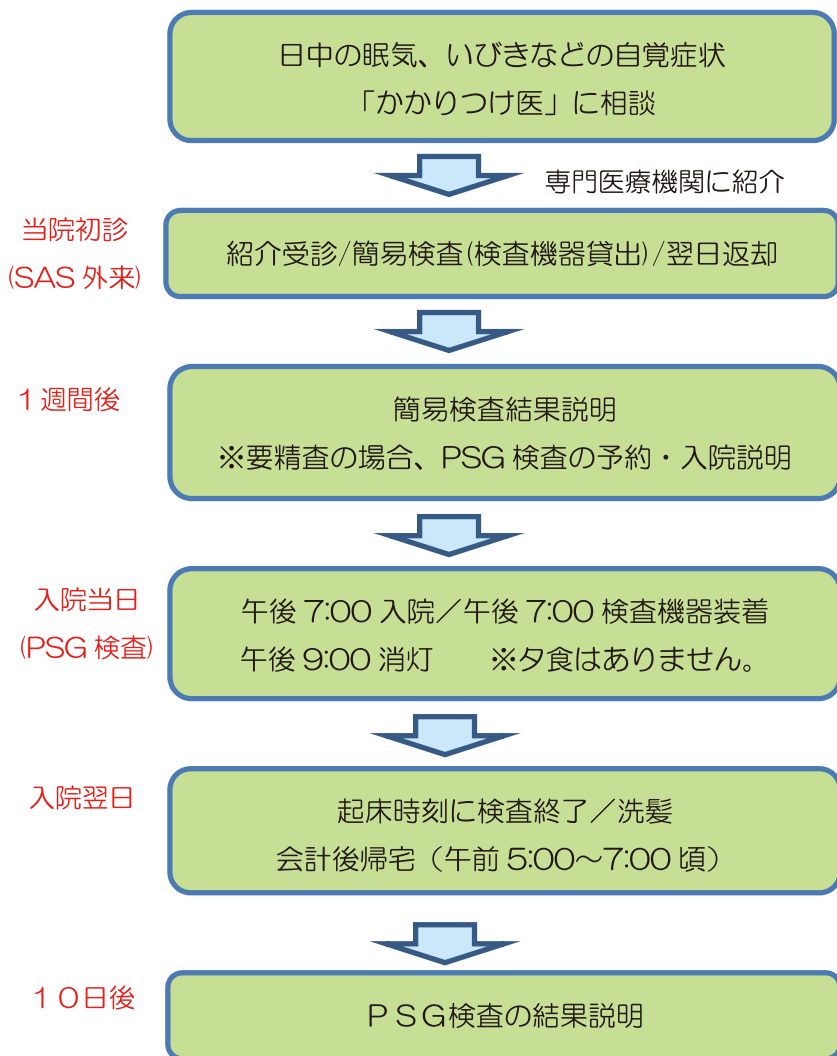 日中の眠気、いびきなどの自覚症状
「かかりつけ医」に相談
専門医療機関に紹介
当院初診
(SAS 外来)
紹介受診/簡易検査(検査機器貸出)/翌日返却
1週間後
簡易検査結果説明
※要精査の場合、PSG 検査の予約・入院説明
入院当日
(PSG 検査)
午後 7:00 入院／午後 7:00 検査機器装着
午後 9:00 消灯　　※夕食はありません。
入院翌日
起床時刻に検査終了／洗髪
会計後帰宅（午前 5:00～7:00 頃）
１０日後
ＰＳＧ検査の結果説明